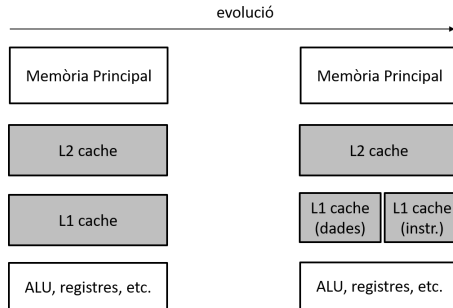 evolució
Memòria Principal
Memòria Principal
L2 cache
L2 cache
L1 cache
L1 cache
(dades)
L1 cache
(instr.)
ALU, registres, etc.
ALU, registres, etc.